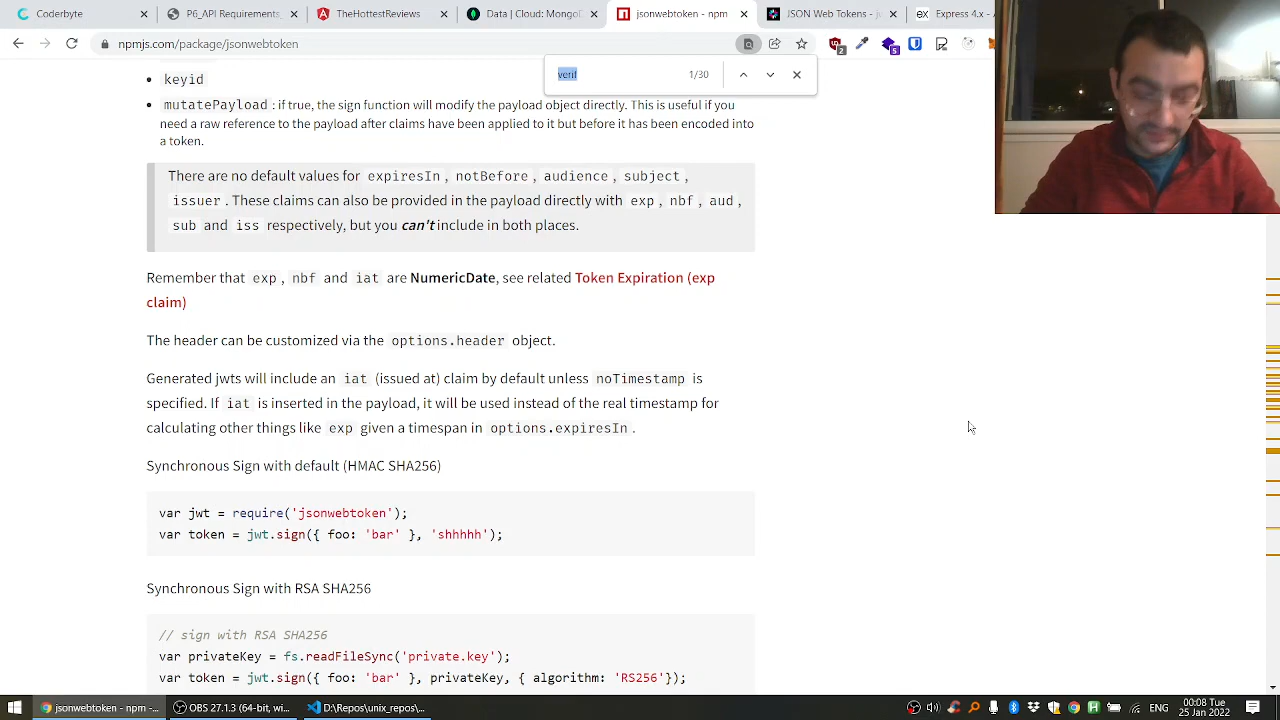 Coderbyte
_API Requirements_
TheHottestReviews
Data | Cloud: MongoD
jsonwebtoken - npm
JSON Web Tokens - jw
Express 4.x - A
npmjs.com/package/jsonwebtoken
2
5
verif
1/30
keyid
mutatePayload : if true, the sign function will modify the payload object directly. This is useful if you
need a raw reference to the payload after claims have been applied to it but before it has been encoded into
a token.
There are no default values for expiresIn , notBefore , audience , subject ,
issuer . These claims can also be provided in the payload directly with exp , nbf , aud ,
sub and iss respectively, but you can't include in both places.
Remember that exp , nbf and iat are NumericDate, see related Token Expiration (exp
claim)
The header can be customized via the options.header object.
Generated jwts will include an iat (issued at) claim by default unless noTimestamp is
specified. If iat is inserted in the payload, it will be used instead of the real timestamp for
calculating other things like exp given a timespan in options.expiresIn .
Synchronous Sign with default (HMAC SHA256)
var jwt = require('jsonwebtoken');
var token = jwt.sign({ foo: 'bar' }, 'shhhhh');
Synchronous Sign with RSA SHA256
// sign with RSA SHA256
var privateKey = fs.readFileSync('private.key');
var token = jwt.sign({ foo: 'bar' }, privateKey, { algorithm: 'RS256'});
jsonwebtoken - npm -...
OBS 27.1.3 (64-bit, wi...
D:\Repos\unix_repos\...
ENG
00:08 Tue
25 Jan 2022